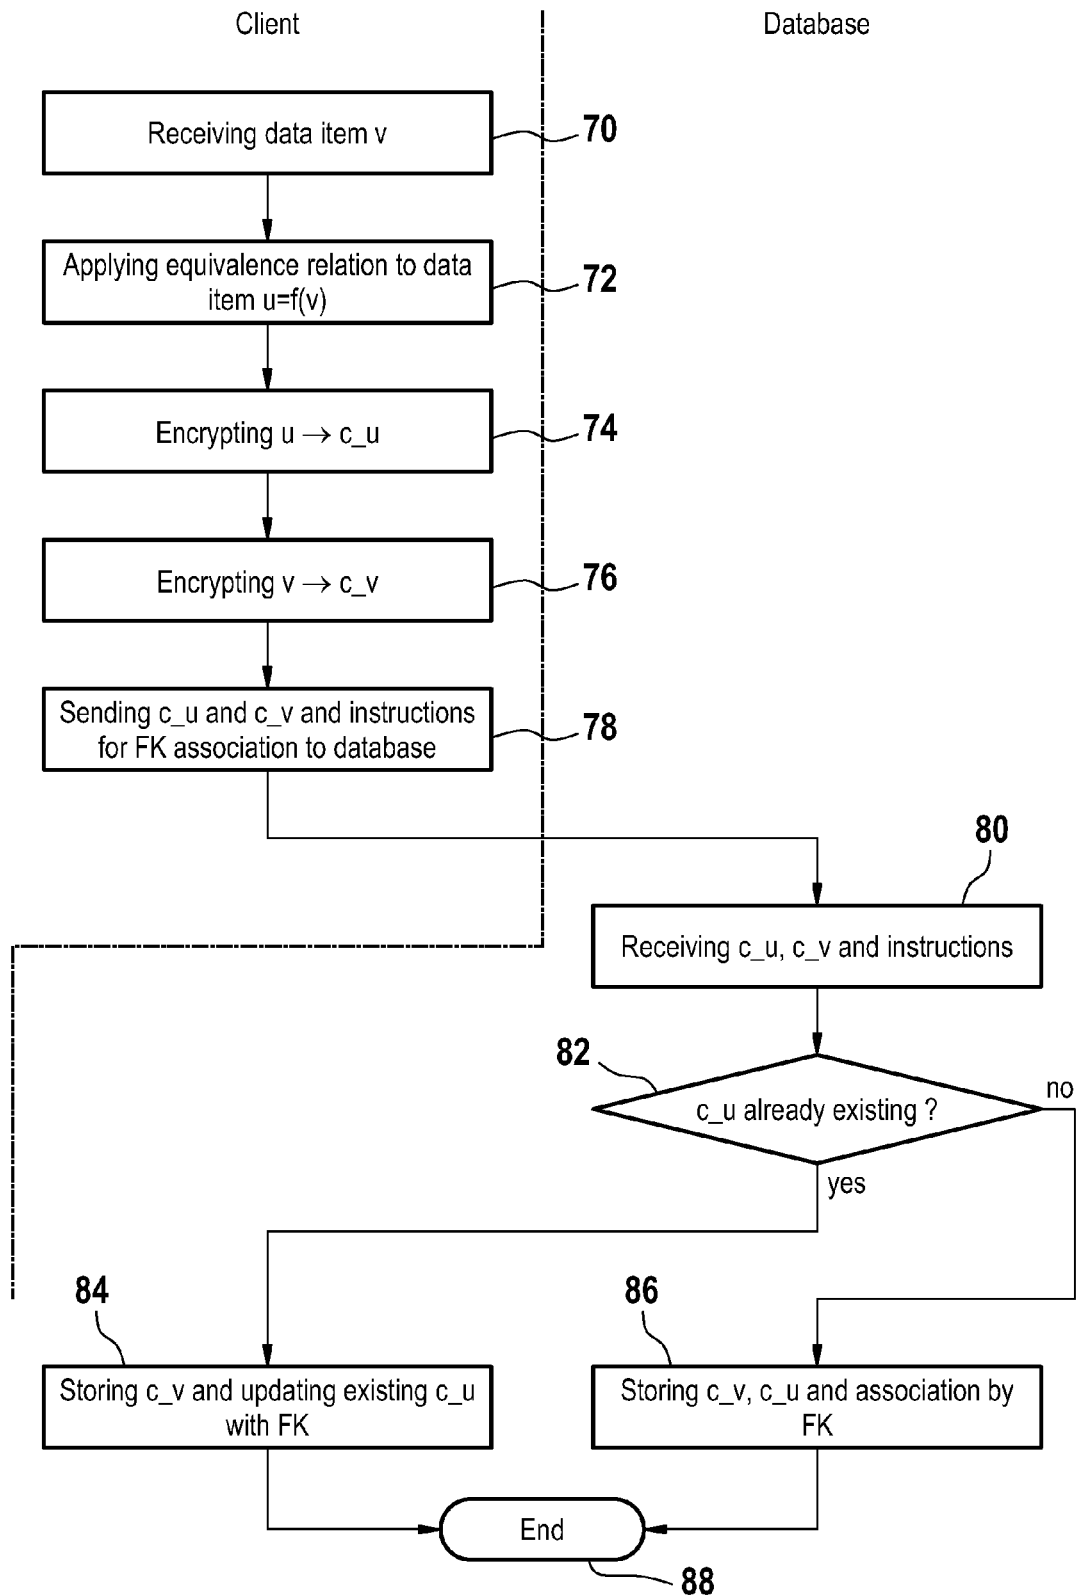 Client
Database
Receiving data item v
70
Applying equivalence relation to data
item u=f(v)
72
Encrypting u → c_u
74
Encrypting v → c_v
76
Sending c_u and c_v and instructions
for FK association to database
78
80
Receiving c_u, c_v and instructions
82
c_u already existing ?
no
yes
84
Storing c_v and updating existing c_u
with FK
86
Storing c_v, c_u and association by
FK
End
88